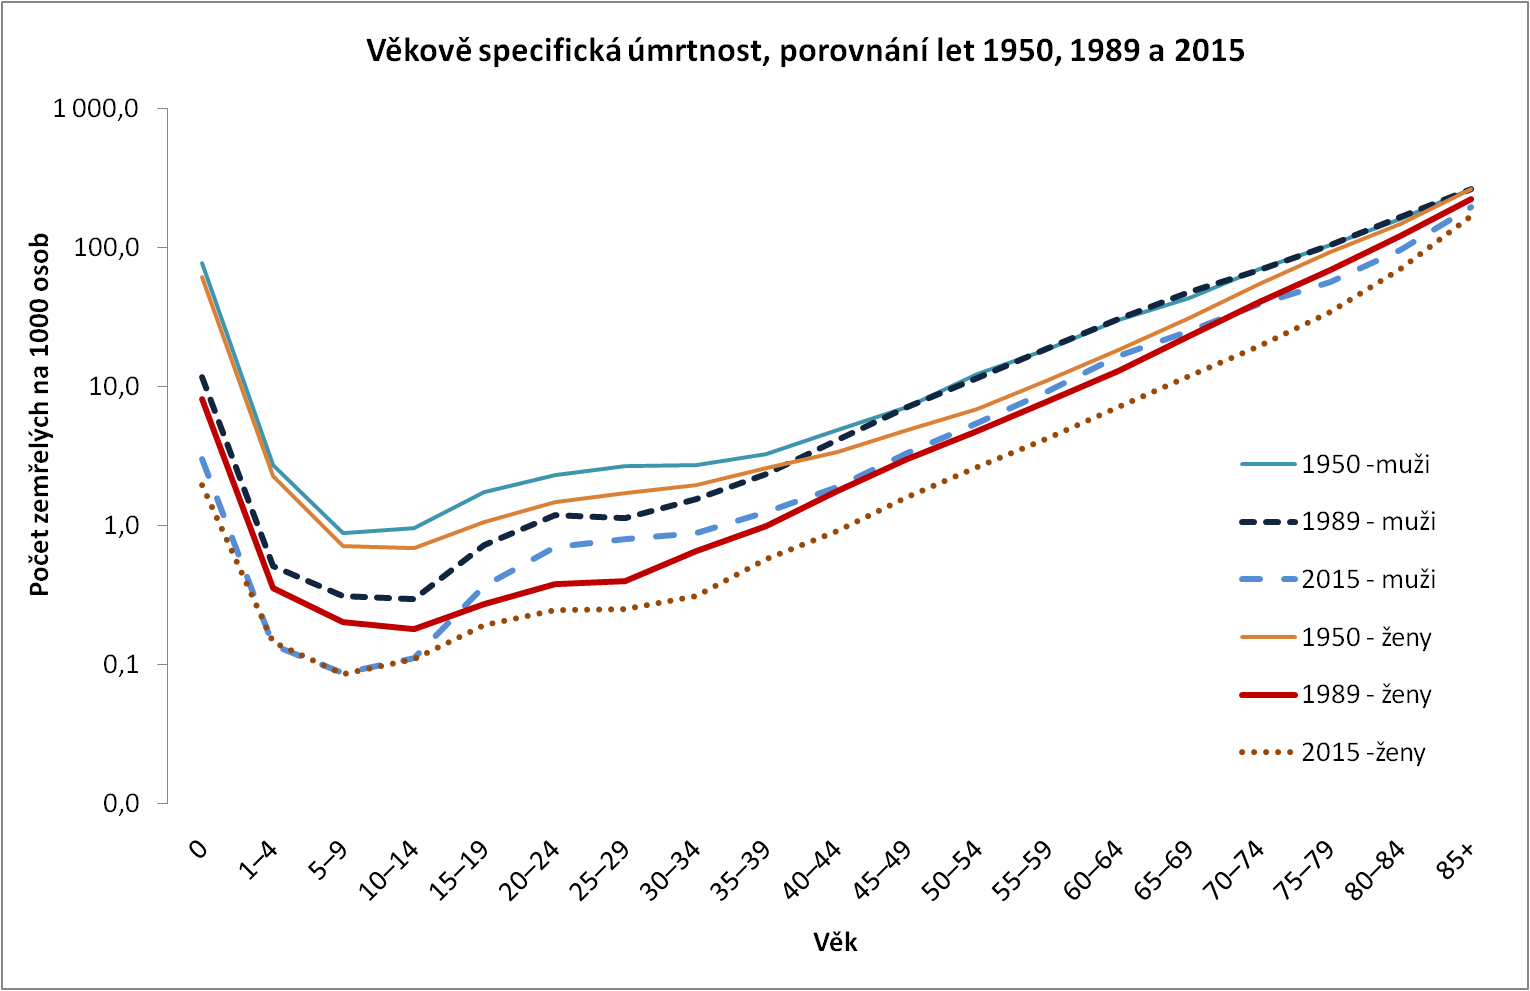 Věkově specifická úmrtnost, porovnání let 1950, 1989 a 2015
Počet zemřelých na 1000 osob
1 000,0
100,0
10,0
1,0
0,1
0,0
1950 -muži
1989 - muži
2015 - muži
1950 - ženy
1989 - ženy
2015 -ženy
0
1–4
5–9
10–14
15–19
20–24
25–29
30–34
35–39
40–44
45–49
50–54
55–59
60–64
65–69
70–74
75–79
80–84
85+
Věk